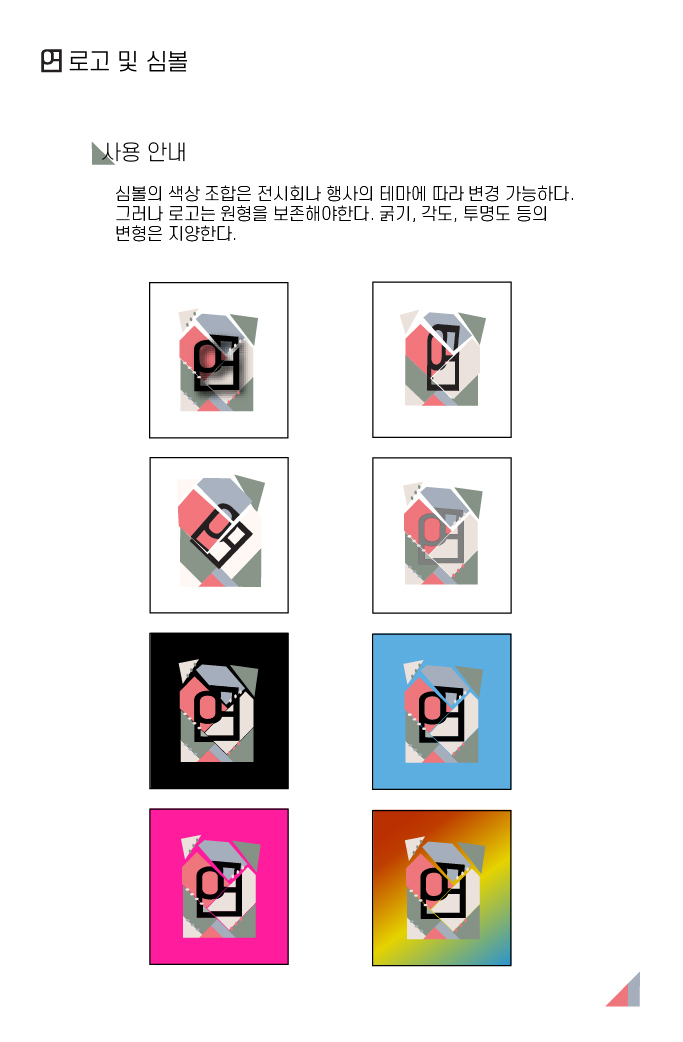 로고 및 심볼
사용 안내
심볼의 색상 조합은 전시회나 행사의 테마에 따라 변경 가능하다.
그러나 로고는 원형을 보존해야한다. 굵기, 각도, 투명도 등의
변형은 지양한다.